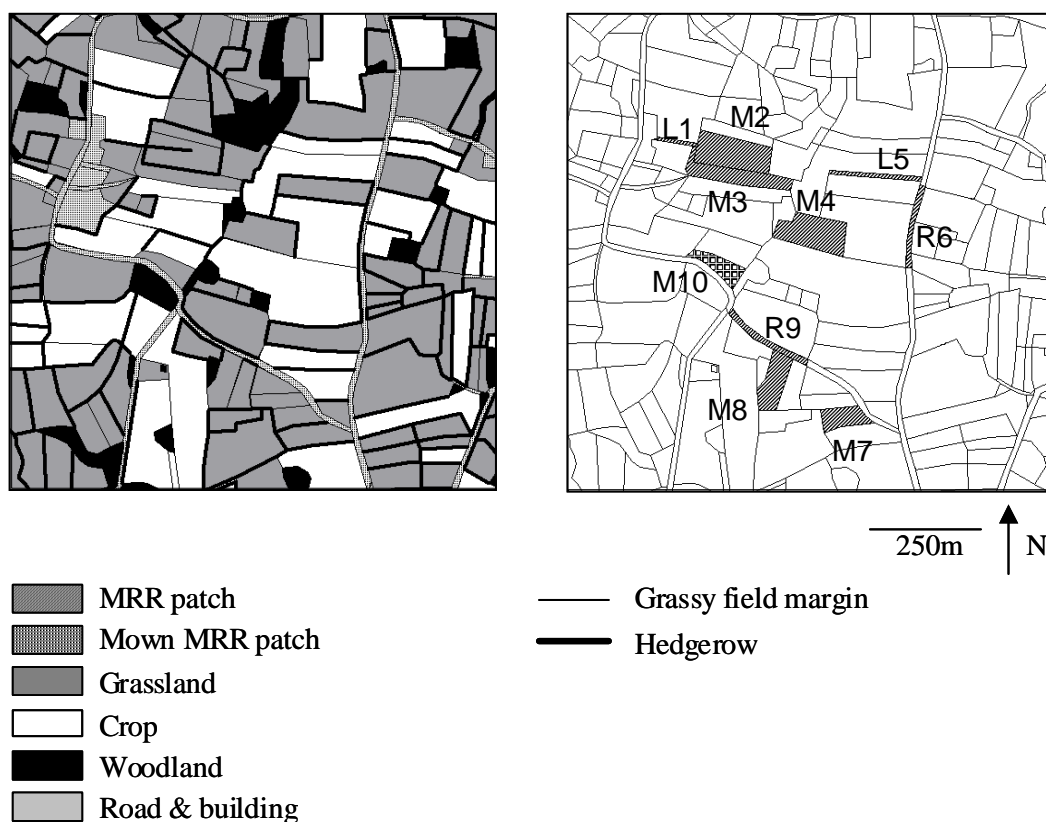 L1
M2
L5
M3
M4
R6
M10
R9
M8
M7
250m
N
MRR patch
Mown MRR patch
Grassland
Crop
Woodland
Road & building
Grassy field margin
Hedgerow